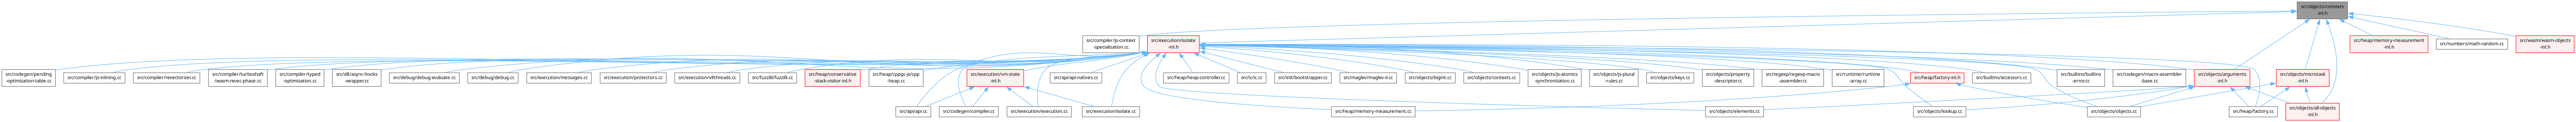 src/objects/contexts
-inl.h
src/compiler/js-context
-specialization.cc
src/execution/isolate
-inl.h
src/heap/memory-measurement
-inl.h
src/numbers/math-random.cc
src/wasm/wasm-objects
-inl.h
src/codegen/pending
-optimization-table.cc
src/compiler/js-inlining.cc
src/compiler/revectorizer.cc
src/compiler/turboshaft
/wasm-revec-phase.cc
src/compiler/typed
-optimization.cc
src/d8/async-hooks
-wrapper.cc
src/debug/debug-evaluate.cc
src/debug/debug.cc
src/execution/messages.cc
src/execution/protectors.cc
src/execution/v8threads.cc
src/fuzzilli/fuzzilli.cc
src/heap/conservative
-stack-visitor-inl.h
src/heap/cppgc-js/cpp
-heap.cc
src/execution/vm-state
-inl.h
src/api/api-natives.cc
src/heap/heap-controller.cc
src/ic/ic.cc
src/init/bootstrapper.cc
src/maglev/maglev-ir.cc
src/objects/bigint.cc
src/objects/contexts.cc
src/objects/js-atomics
-synchronization.cc
src/objects/js-plural
-rules.cc
src/objects/keys.cc
src/objects/property
-descriptor.cc
src/regexp/regexp-macro
-assembler.cc
src/runtime/runtime
-array.cc
src/heap/factory-inl.h
src/builtins/accessors.cc
src/builtins/builtins
-error.cc
src/codegen/macro-assembler
-base.cc
src/objects/arguments
-inl.h
src/objects/microtask
-inl.h
src/api/api.cc
src/codegen/compiler.cc
src/execution/execution.cc
src/execution/isolate.cc
src/heap/memory-measurement.cc
src/objects/elements.cc
src/objects/lookup.cc
src/objects/objects.cc
src/heap/factory.cc
src/objects/all-objects
-inl.h